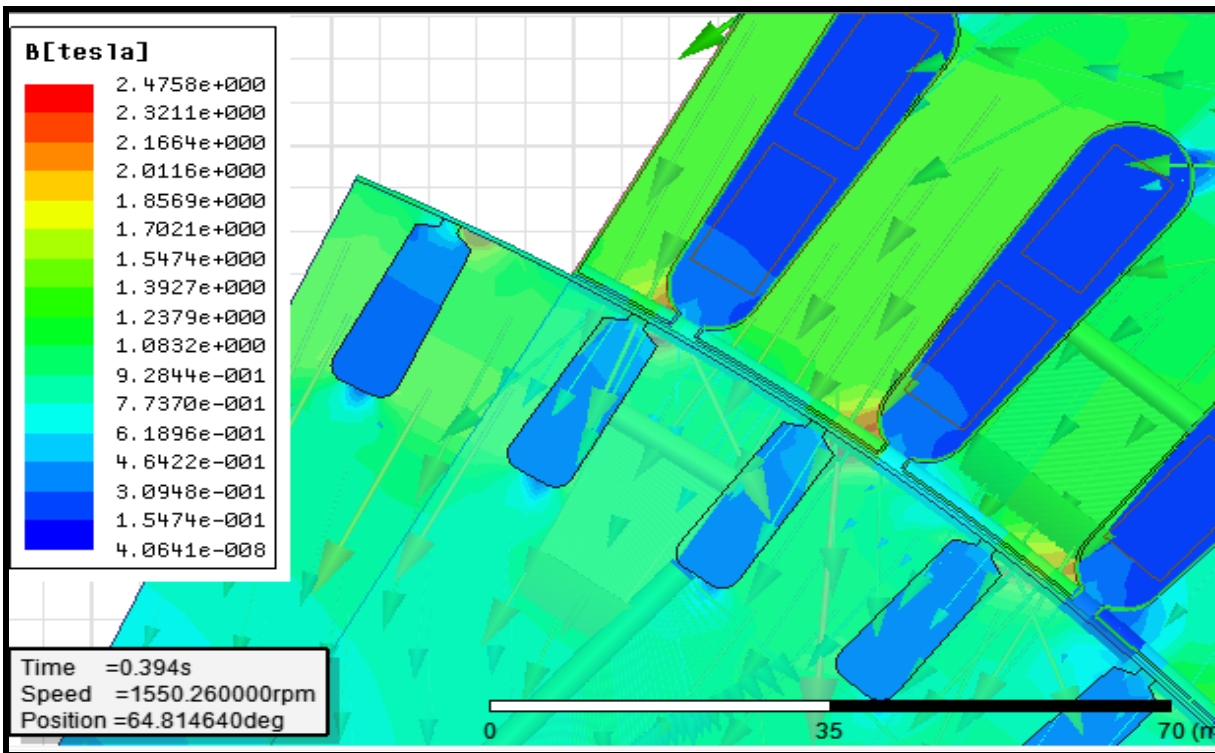 B[tesla]
2.4758e+000
2.3211e+000
2.1664e+000
2.0116e+000
1.8569e+000
1.7021e+000
1.5474e+000
1.3927e+000
1.2379e+000
1.0832e+000
9.2844e-001
7.7370e-001
6.1896e-001
4.6422e-001
3.0948e-001
1.5474e-001
4.0641e-008
Time =0.394s
Speed =1550.260000rpm
Position =64.814640deg
0 35 70 (m